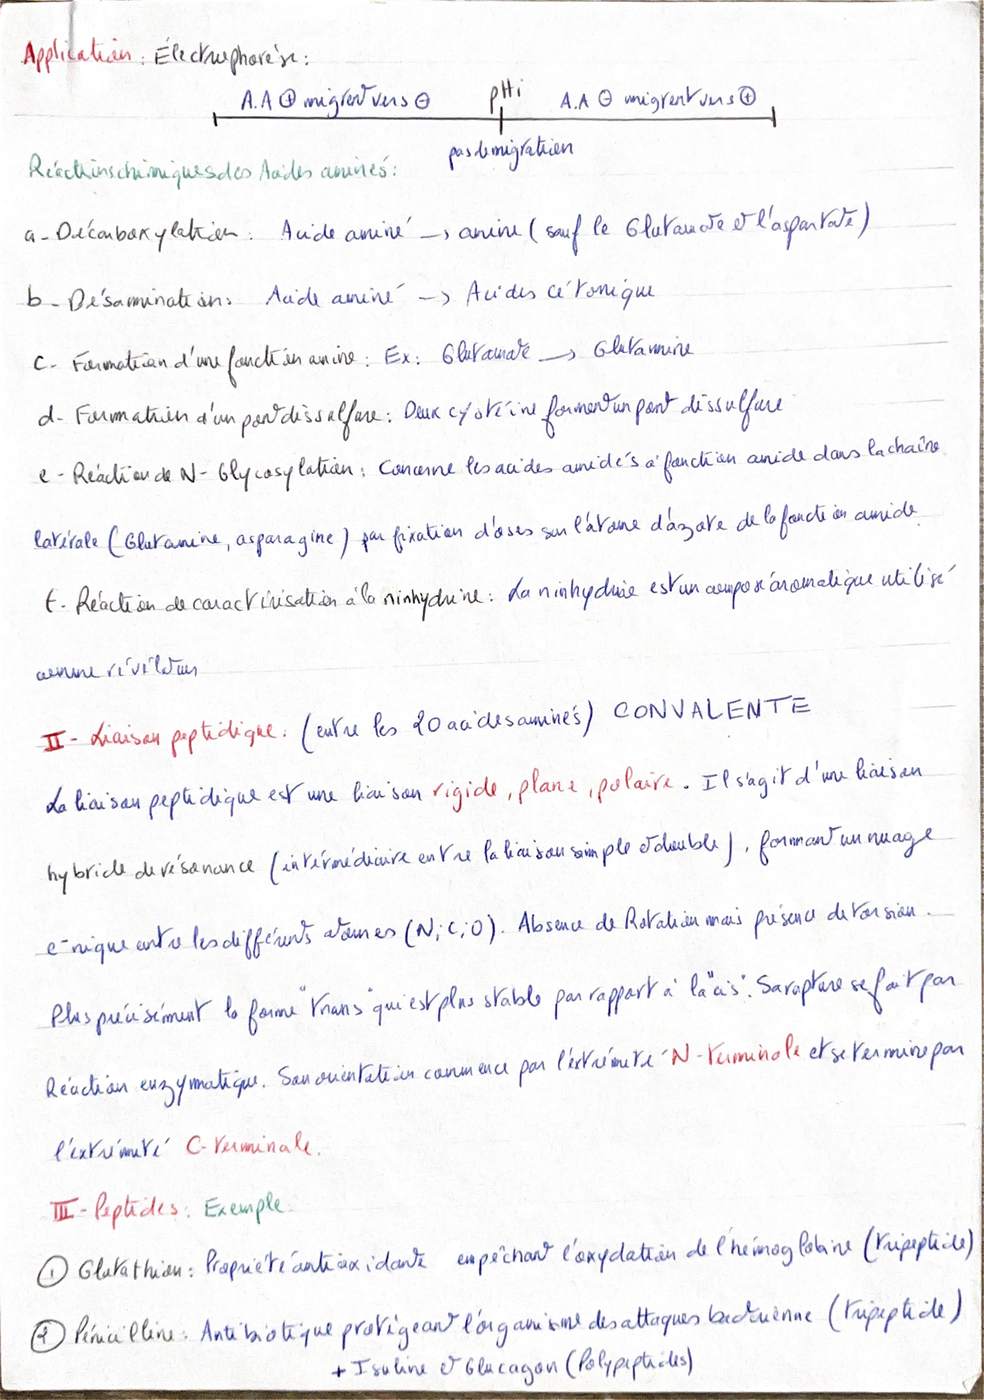 Application : Électrophorèse :
A.A ⊕ migrent vers ⊖ pHi A.A ⊖ migrent vers ⊕
pas de migration
Réactions chimiques des Acides aminés :
a - Décarboxylation : Acide aminé → amine ( sauf le Glutamate et l'aspartate)
b - Désamination : Acide aminé → Acides cétonique
c - Formation d'une fonction amine : Ex : Glutamate → Glutamine
d - Formation d'un pont dissulfure : Deux cystéine forment un pont dissulfure
e - Réaction de N- Glycosylation : Concerne les acides amidés à fonction amide dans la chaîne
latérale ( Glutamine, asparagine ) par fixation d'oses sur l'atome d'azote de la fonction amide
f - Réaction de caractérisation à la ninhydrine : La ninhydrine est un composé aromatique utilisé
comme révélateur
II - Liaison peptidique : (entre les 20 acides aminés) CONVALENTE
La liaison peptidique est une liaison rigide, plane, polaire. Il s'agit d'une liaison
hybride de résonance (intérmédiaire entre la liaison simple et double), formant un nuage
e⁻nique entre les différents atomes (N; C; O). Absence de Rotation mais présence de torsion.
Plus précisément la forme "trans" qui est plus stable par rapport à la "cis". Sa rupture se fait par
Réaction enzymatique. Son orientation commence par l'extrémité N-terminale et se termine par
l'extrémité C-terminale.
III - Peptides : Exemple
① Glutathion : Propriété antioxidante empêchant l'oxydation de l'hémoglobine (tripeptide)
② Pénicilline : Antibiotique protégeant l'organisme des attaques bactérienne (tripeptide)
+ Insuline et Glucagon (Polypeptides)